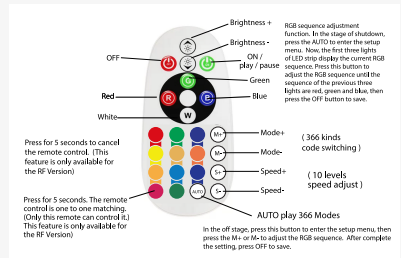 Brightness +
Brightness-
OFF
ON /
play / pause
Green
Red
R
P
Blue
White
W
RGB sequence adjustment
function. In the stage of shutdown,
press the AUTO to enter the setup
menu. Now, the first three lights
of LED strip display the current RGB
sequence. Press this button to
adjust the RGB sequence until the
sequence of the previous three
lights are red, green and blue, then
press the OFF button to save.
Press for 5 seconds to cancel
the remote control. (This
feature is only available for
the RF Version)
M+
Mode+
( 366 kinds
code switching )
M-
Mode-
S+
Speed+
( 10 levels
speed adjust )
AUTO
S-
Speed-
Press for 5 seconds. The remote
control is one to one matching.
(Only this remote can control it.)
This feature is only available for
the RF Version)
AUTO play 366 Modes
In the off stage, press this button to enter the setup menu, then
press the M+ or M- to adjust the RGB sequence. After complete
the setting, press OFF to save.